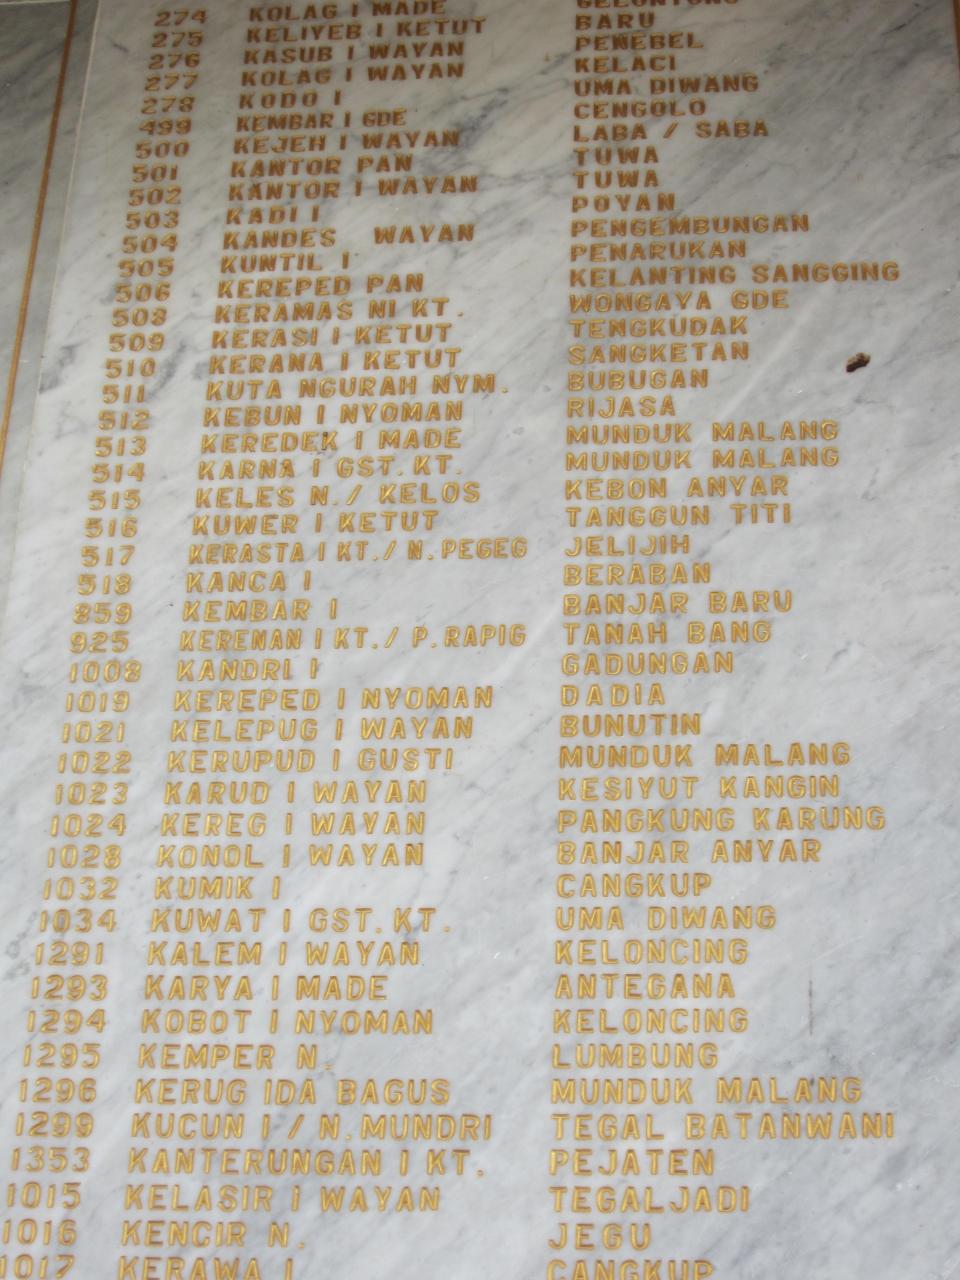 274 KOLAG I MADE GELONTONG
275 KELIYEB I KETUT BARU
276 KASUB I WAYAN PENEBEL
277 KOLAG I WAYAN KELACI
278 KODO I UMA DIWANG
499 KEMBAR I GDE CENGOLO
500 KEJEH I WAYAN LABA / SABA
501 KANTOR PAN TUWA
502 KANTOR I WAYAN TUWA
503 KADI I POYAN
504 KANDES WAYAN PENGEMBUNGAN
505 KUNTIL I PENARUKAN
506 KEREPED PAN KELANTING SANGGING
508 KERAMAS NI KT. WONGAYA GDE
509 KERASI I KETUT TENGKUDAK
510 KERANA I KETUT SANGKETAN
511 KUTA NGURAH NYM. BUBUGAN
512 KEBUN I NYOMAN RIJASA
513 KEREDEK I MADE MUNDUK MALANG
514 KARNA I GST. KT. MUNDUK MALANG
515 KELES N. / KELOS KEBON ANYAR
516 KUWER I KETUT TANGGUN TITI
517 KERASTA I KT. / N. PEGEG JELIJIH
518 KANCA I BERABAN
859 KEMBAR I BANJAR BARU
925 KERENAN I KT. / P. RAPIG TANAH BANG
1008 KANDRI I GADUNGAN
1019 KEREPED I NYOMAN DADIA
1021 KELEPUG I WAYAN BUNUTIN
1022 KERUPUD I GUSTI MUNDUK MALANG
1023 KARUD I WAYAN KESIYUT KANGIN
1024 KEREG I WAYAN PANGKUNG KARUNG
1028 KONOL I WAYAN BANJAR ANYAR
1032 KUMIK I CANGKUP
1034 KUWAT I GST. KT. UMA DIWANG
1291 KALEM I WAYAN KELONCING
1293 KARYA I MADE ANTEGANA
1294 KOBOT I NYOMAN KELONCING
1295 KEMPER N. LUMBUNG
1296 KERUG IDA BAGUS MUNDUK MALANG
1299 KUCUN I / N. MUNDRI TEGAL BATANWANI
1353 KANTERUNGAN I KT. PEJATEN
1015 KELASIR I WAYAN TEGALJADI
1016 KENCIR N. JEGU
1017 KERAWA I CANGKUP